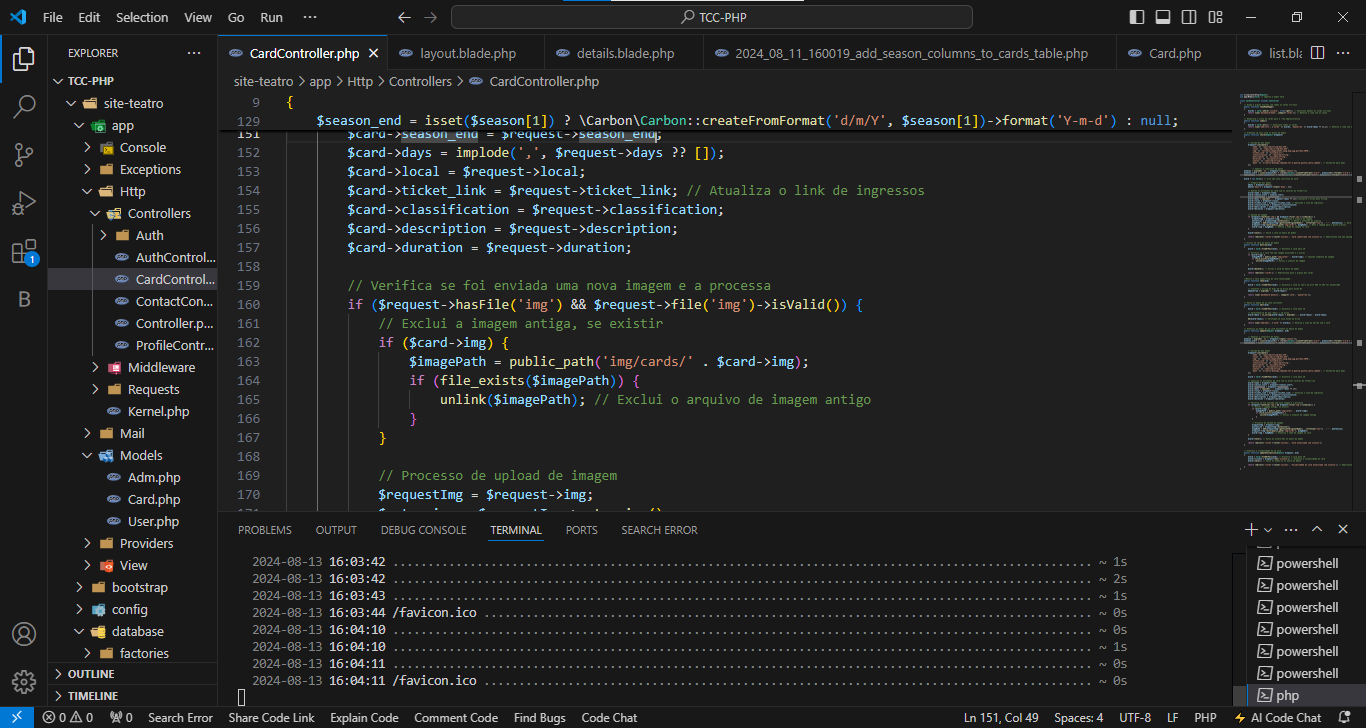 File Edit Selection View Go Run ··· TCC-PHP
EXPLORER ···
CardController.php layout.blade.php details.blade.php 2024_08_11_160019_add_season_columns_to_cards_table.php Card.php list.bla ···
TCC-PHP
site-teatro
app
Console
Exceptions
Http
Controllers
Auth
AuthControl...
CardControl...
ContactCon...
Controller.p...
ProfileContr...
Middleware
Requests
Kernel.php
Mail
Models
Adm.php
Card.php
User.php
Providers
View
bootstrap
config
database
factories
OUTLINE
TIMELINE
1
B
site-teatro > app > Http > Controllers > CardController.php
9 {
129 $season_end = isset($season[1]) ? \Carbon\Carbon::createFromFormat('d/m/Y', $season[1])->format('Y-m-d') : null;
151 $card->season_end = $request->season_end;
152 $card->days = implode(',', $request->days ?? []);
153 $card->local = $request->local;
154 $card->ticket_link = $request->ticket_link; // Atualiza o link de ingressos
155 $card->classification = $request->classification;
156 $card->description = $request->description;
157 $card->duration = $request->duration;
158
159 // Verifica se foi enviada uma nova imagem e a processa
160 if ($request->hasFile('img') && $request->file('img')->isValid()) {
161 // Exclui a imagem antiga, se existir
162 if ($card->img) {
163 $imagePath = public_path('img/cards/' . $card->img);
164 if (file_exists($imagePath)) {
165 unlink($imagePath); // Exclui o arquivo de imagem antigo
166 }
167 }
168
169 // Processo de upload de imagem
170 $requestImg = $request->img;
PROBLEMS OUTPUT DEBUG CONSOLE TERMINAL PORTS SEARCH ERROR
2024-08-13 16:03:42 ~ 1s
2024-08-13 16:03:42 ~ 2s
2024-08-13 16:03:43 ~ 1s
2024-08-13 16:03:44 /favicon.ico ~ 0s
2024-08-13 16:04:10 ~ 0s
2024-08-13 16:04:10 ~ 1s
2024-08-13 16:04:11 ~ 0s
2024-08-13 16:04:11 /favicon.ico ~ 0s
powershell
powershell
powershell
powershell
powershell
powershell
php
0 0 0 Search Error Share Code Link Explain Code Comment Code Find Bugs Code Chat Ln 151, Col 49 Spaces: 4 UTF-8 LF PHP AI Code Chat